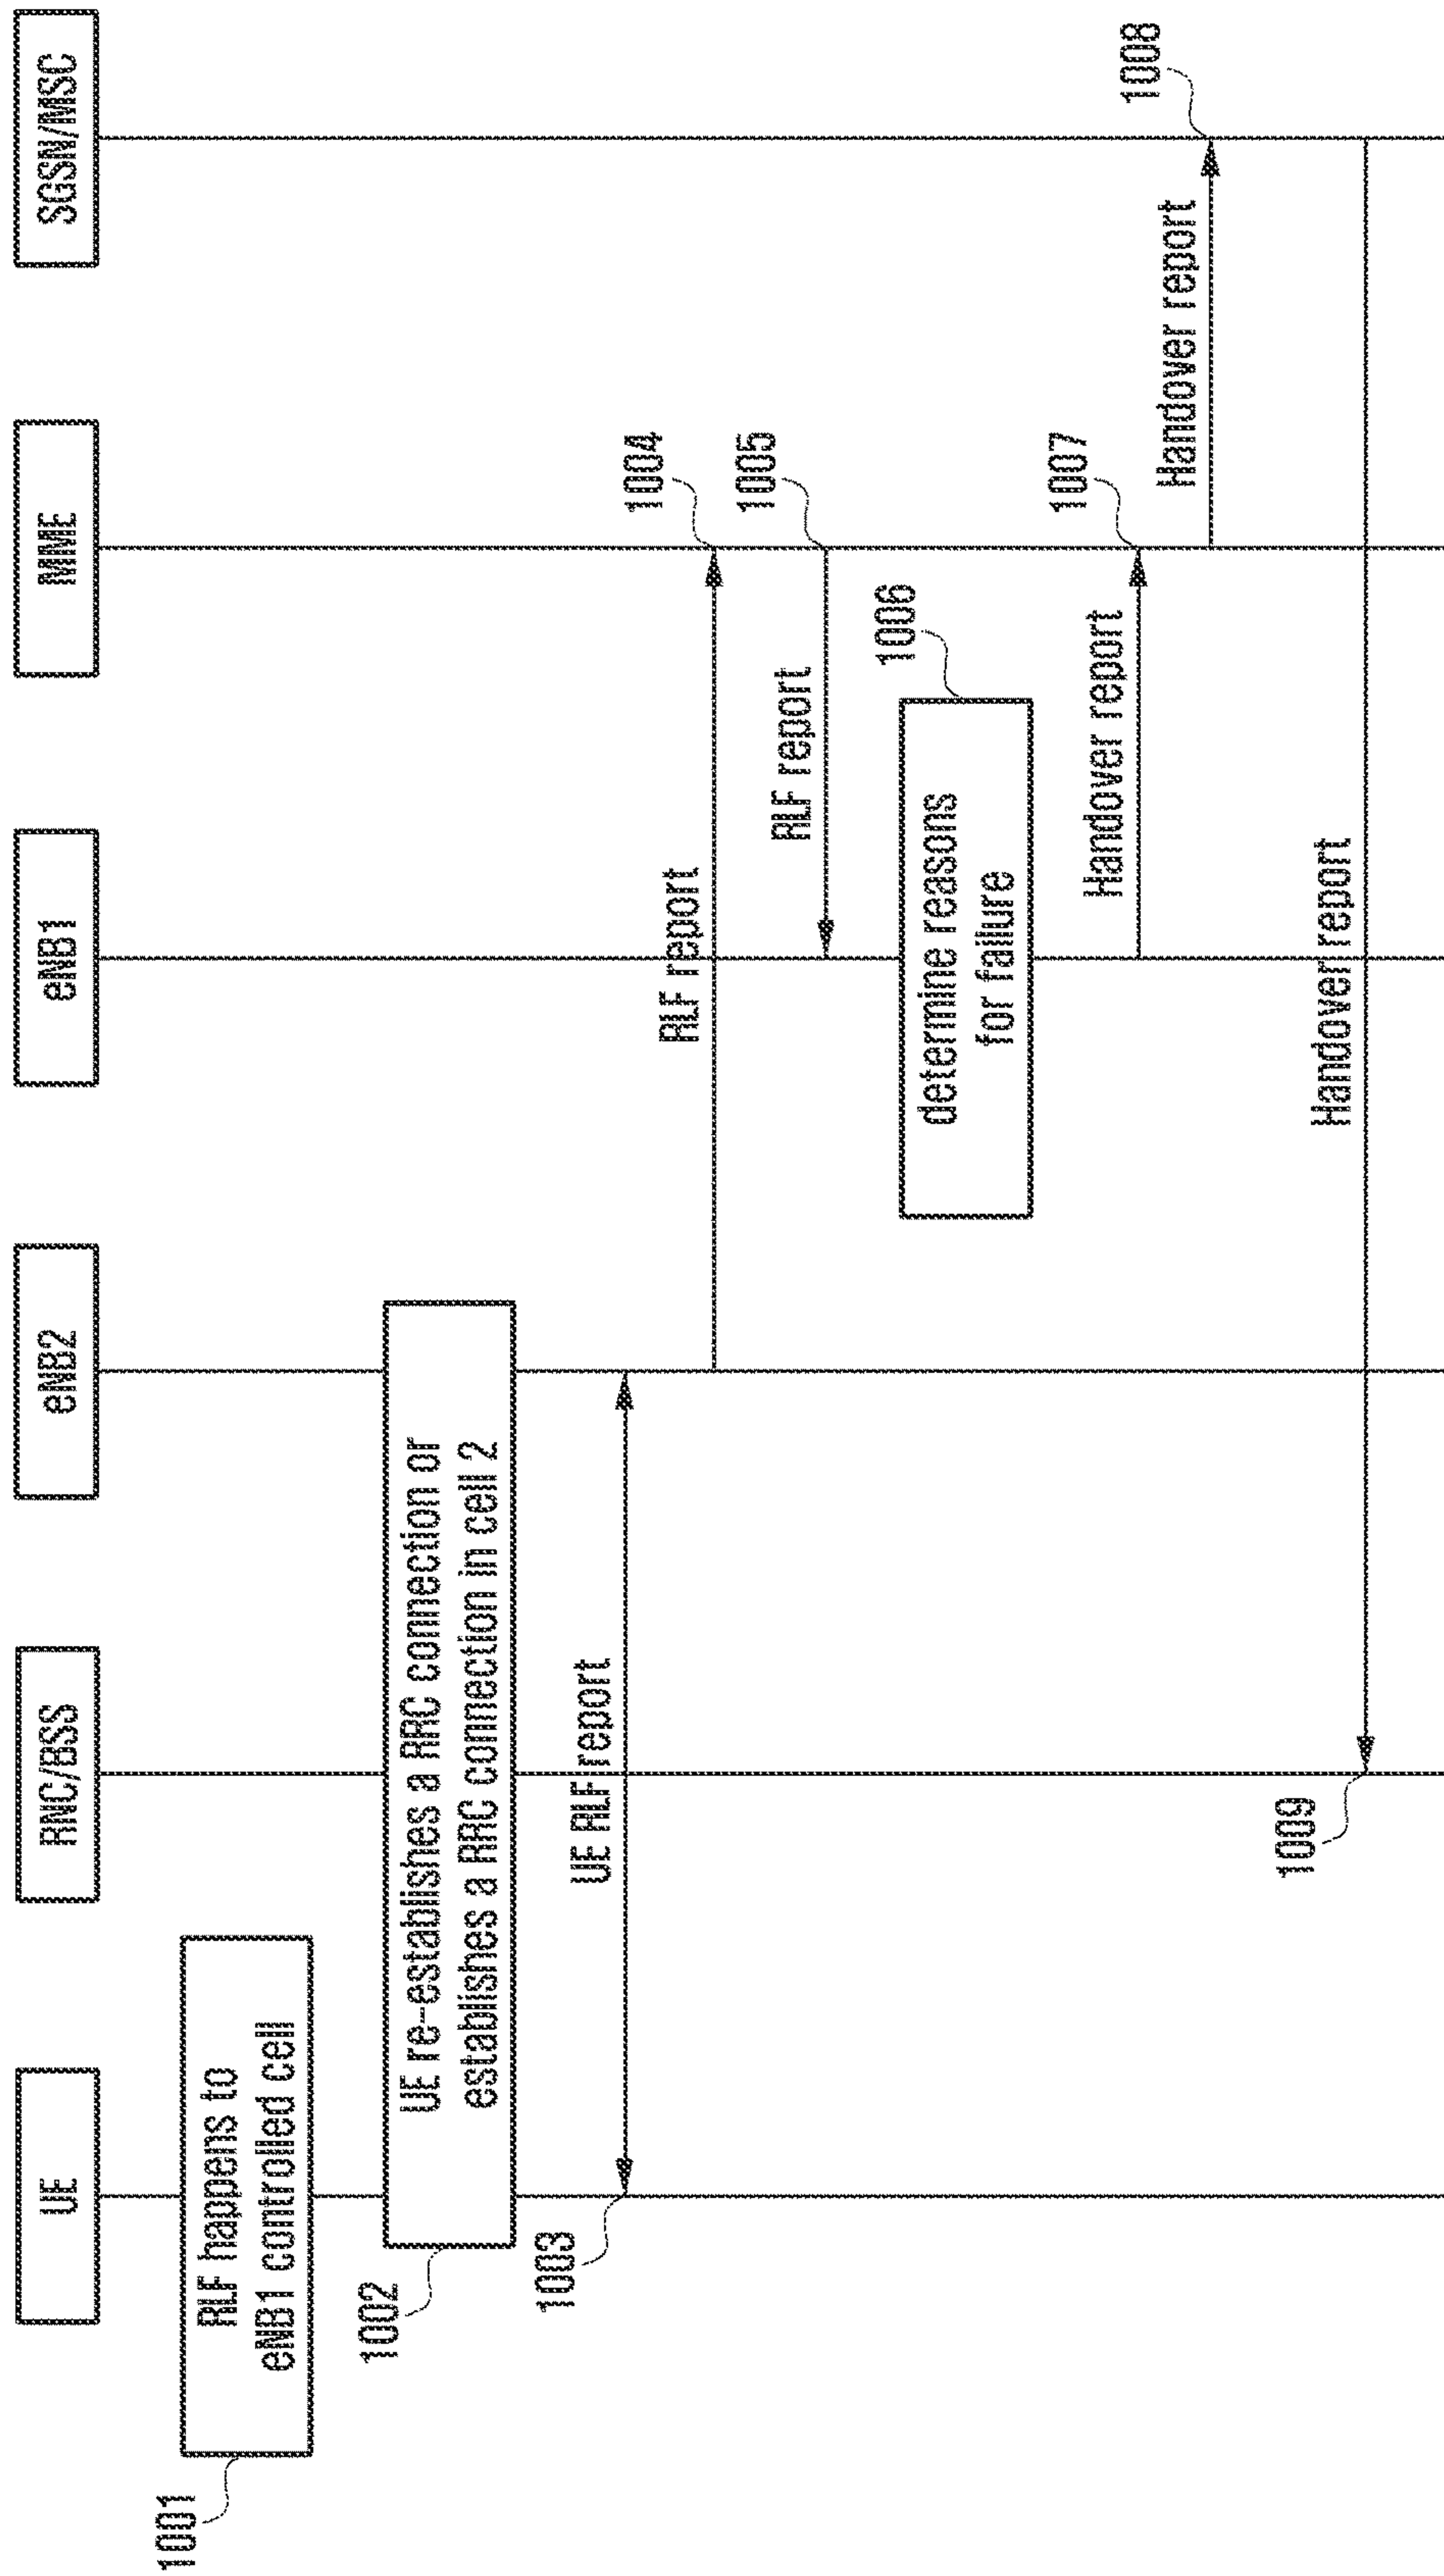 UE
RNC/BSS
eNB2
eNB1
MME
SGSN/MSC
1001
RLF happens to
eNB1 controlled cell
1002
UE re-establishes a RRC connection or
establishes a RRC connection in cell 2
1003
UE RLF report
RLF report
1004
RLF report
1005
1006
determine reasons
for failure
Handover report
1007
Handover report
1008
Handover report
1009